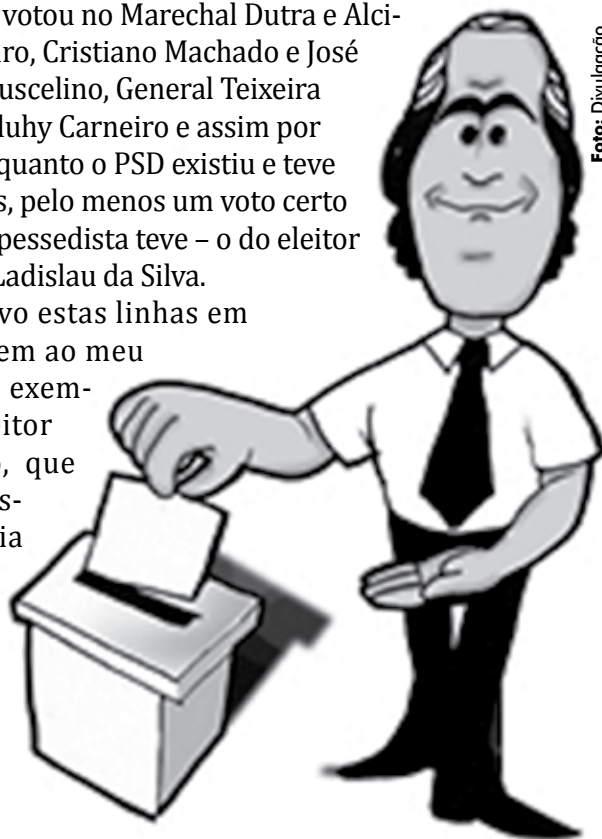 votou no Marechal Dutra e Alci-
ro, Cristiano Machado e José
uscelino, General Teixeira
luhy Carneiro e assim por
quanto o PSD existiu e teve
s, pelo menos um voto certo
pessedista teve – o do eleitor
Ladislau da Silva.
vo estas linhas em
em ao meu
exem-
eitor
o, que
s-
ia
Foto: Divulgação